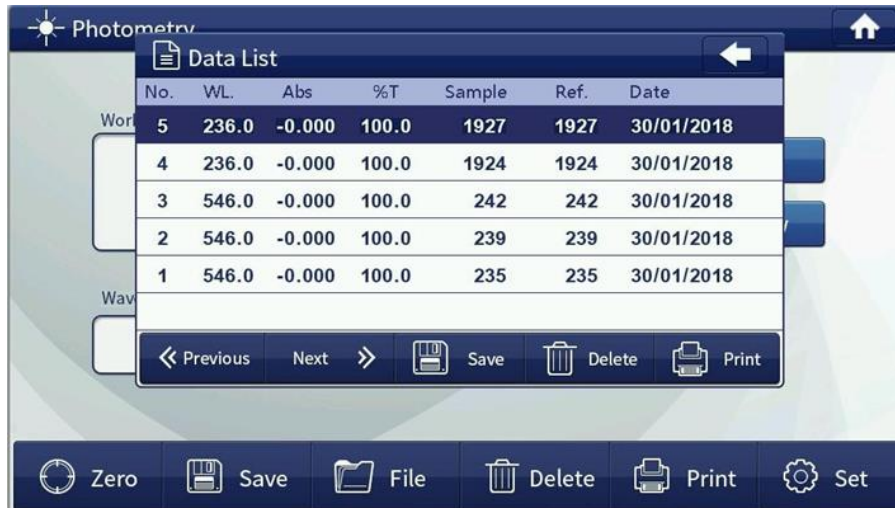 Photometry
Data List
No. WL. Abs %T Sample Ref. Date
5 236.0 -0.000 100.0 1927 1927 30/01/2018
4 236.0 -0.000 100.0 1924 1924 30/01/2018
3 546.0 -0.000 100.0 242 242 30/01/2018
2 546.0 -0.000 100.0 239 239 30/01/2018
1 546.0 -0.000 100.0 235 235 30/01/2018
Previous Next Save Delete Print
Zero Save File Delete Print Set